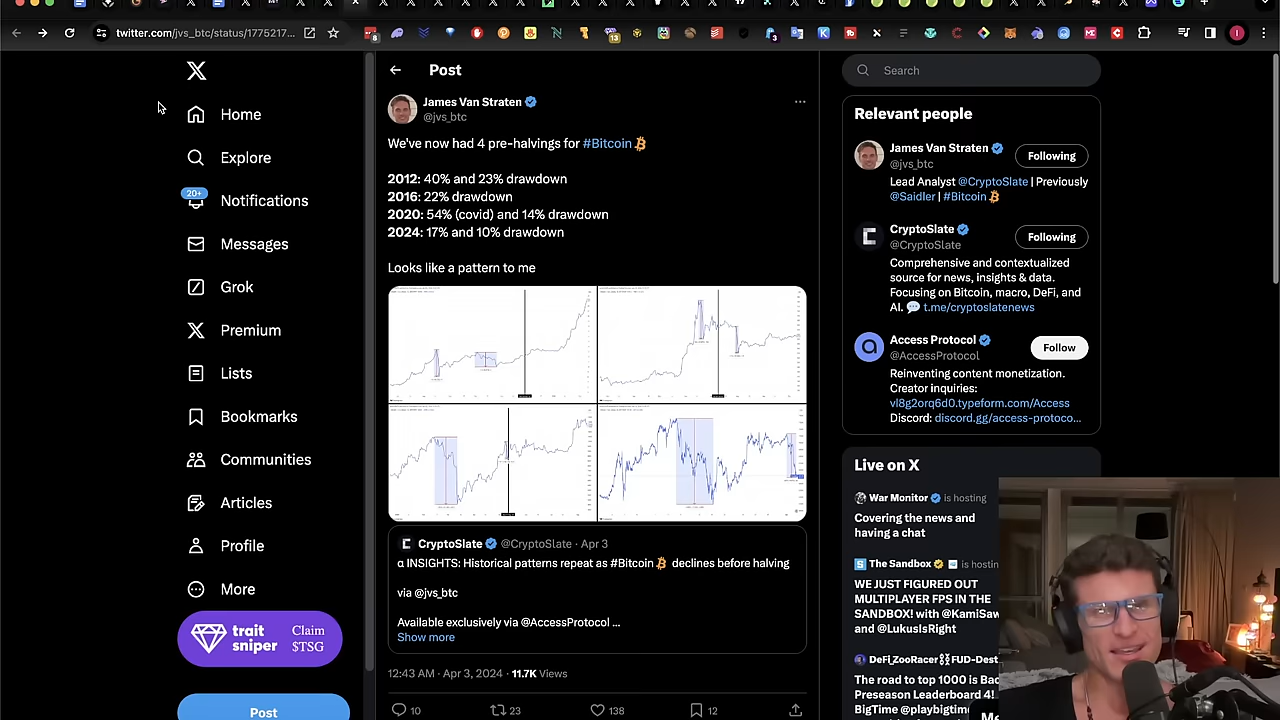 twitter.com/jvs_btc/status/1775217...
Home
Explore
20+
Notifications
Messages
Grok
Premium
Lists
Bookmarks
Communities
Articles
Profile
More
trait sniper
Claim $TSG
Post
Post
James Van Straten
@jvs_btc
We've now had 4 pre-halvings for #Bitcoin
2012: 40% and 23% drawdown
2016: 22% drawdown
2020: 54% (covid) and 14% drawdown
2024: 17% and 10% drawdown
Looks like a pattern to me
CryptoSlate @CryptoSlate · Apr 3
α INSIGHTS: Historical patterns repeat as #Bitcoin declines before halving
via @jvs_btc
Available exclusively via @AccessProtocol ...
Show more
12:43 AM · Apr 3, 2024 · 11.7K Views
10 23 138 12
Search
Relevant people
James Van Straten
@jvs_btc
Following
Lead Analyst @CryptoSlate | Previously
@Saidler | #Bitcoin
CryptoSlate
@CryptoSlate
Following
Comprehensive and contextualized
source for news, insights & data.
Focusing on Bitcoin, macro, DeFi, and
AI. 💬 t.me/cryptoslatenews
Access Protocol
@AccessProtocol
Follow
Reinventing content monetization.
Creator inquiries:
vl8g2orq6d0.typeform.com/Access
Discord: discord.gg/access-protoco...
Live on X
War Monitor is hosting
Covering the news and
having a chat
The Sandbox is hostin
WE JUST FIGURED OUT
MULTIPLAYER FPS IN THE
SANDBOX! with @KamiSaw
and @LukusIsRight
DeFi_ZooRacer FUD-Dest
The road to top 1000 is Bac
Preseason Leaderboard 4!
BigTime @playbigtime
Me